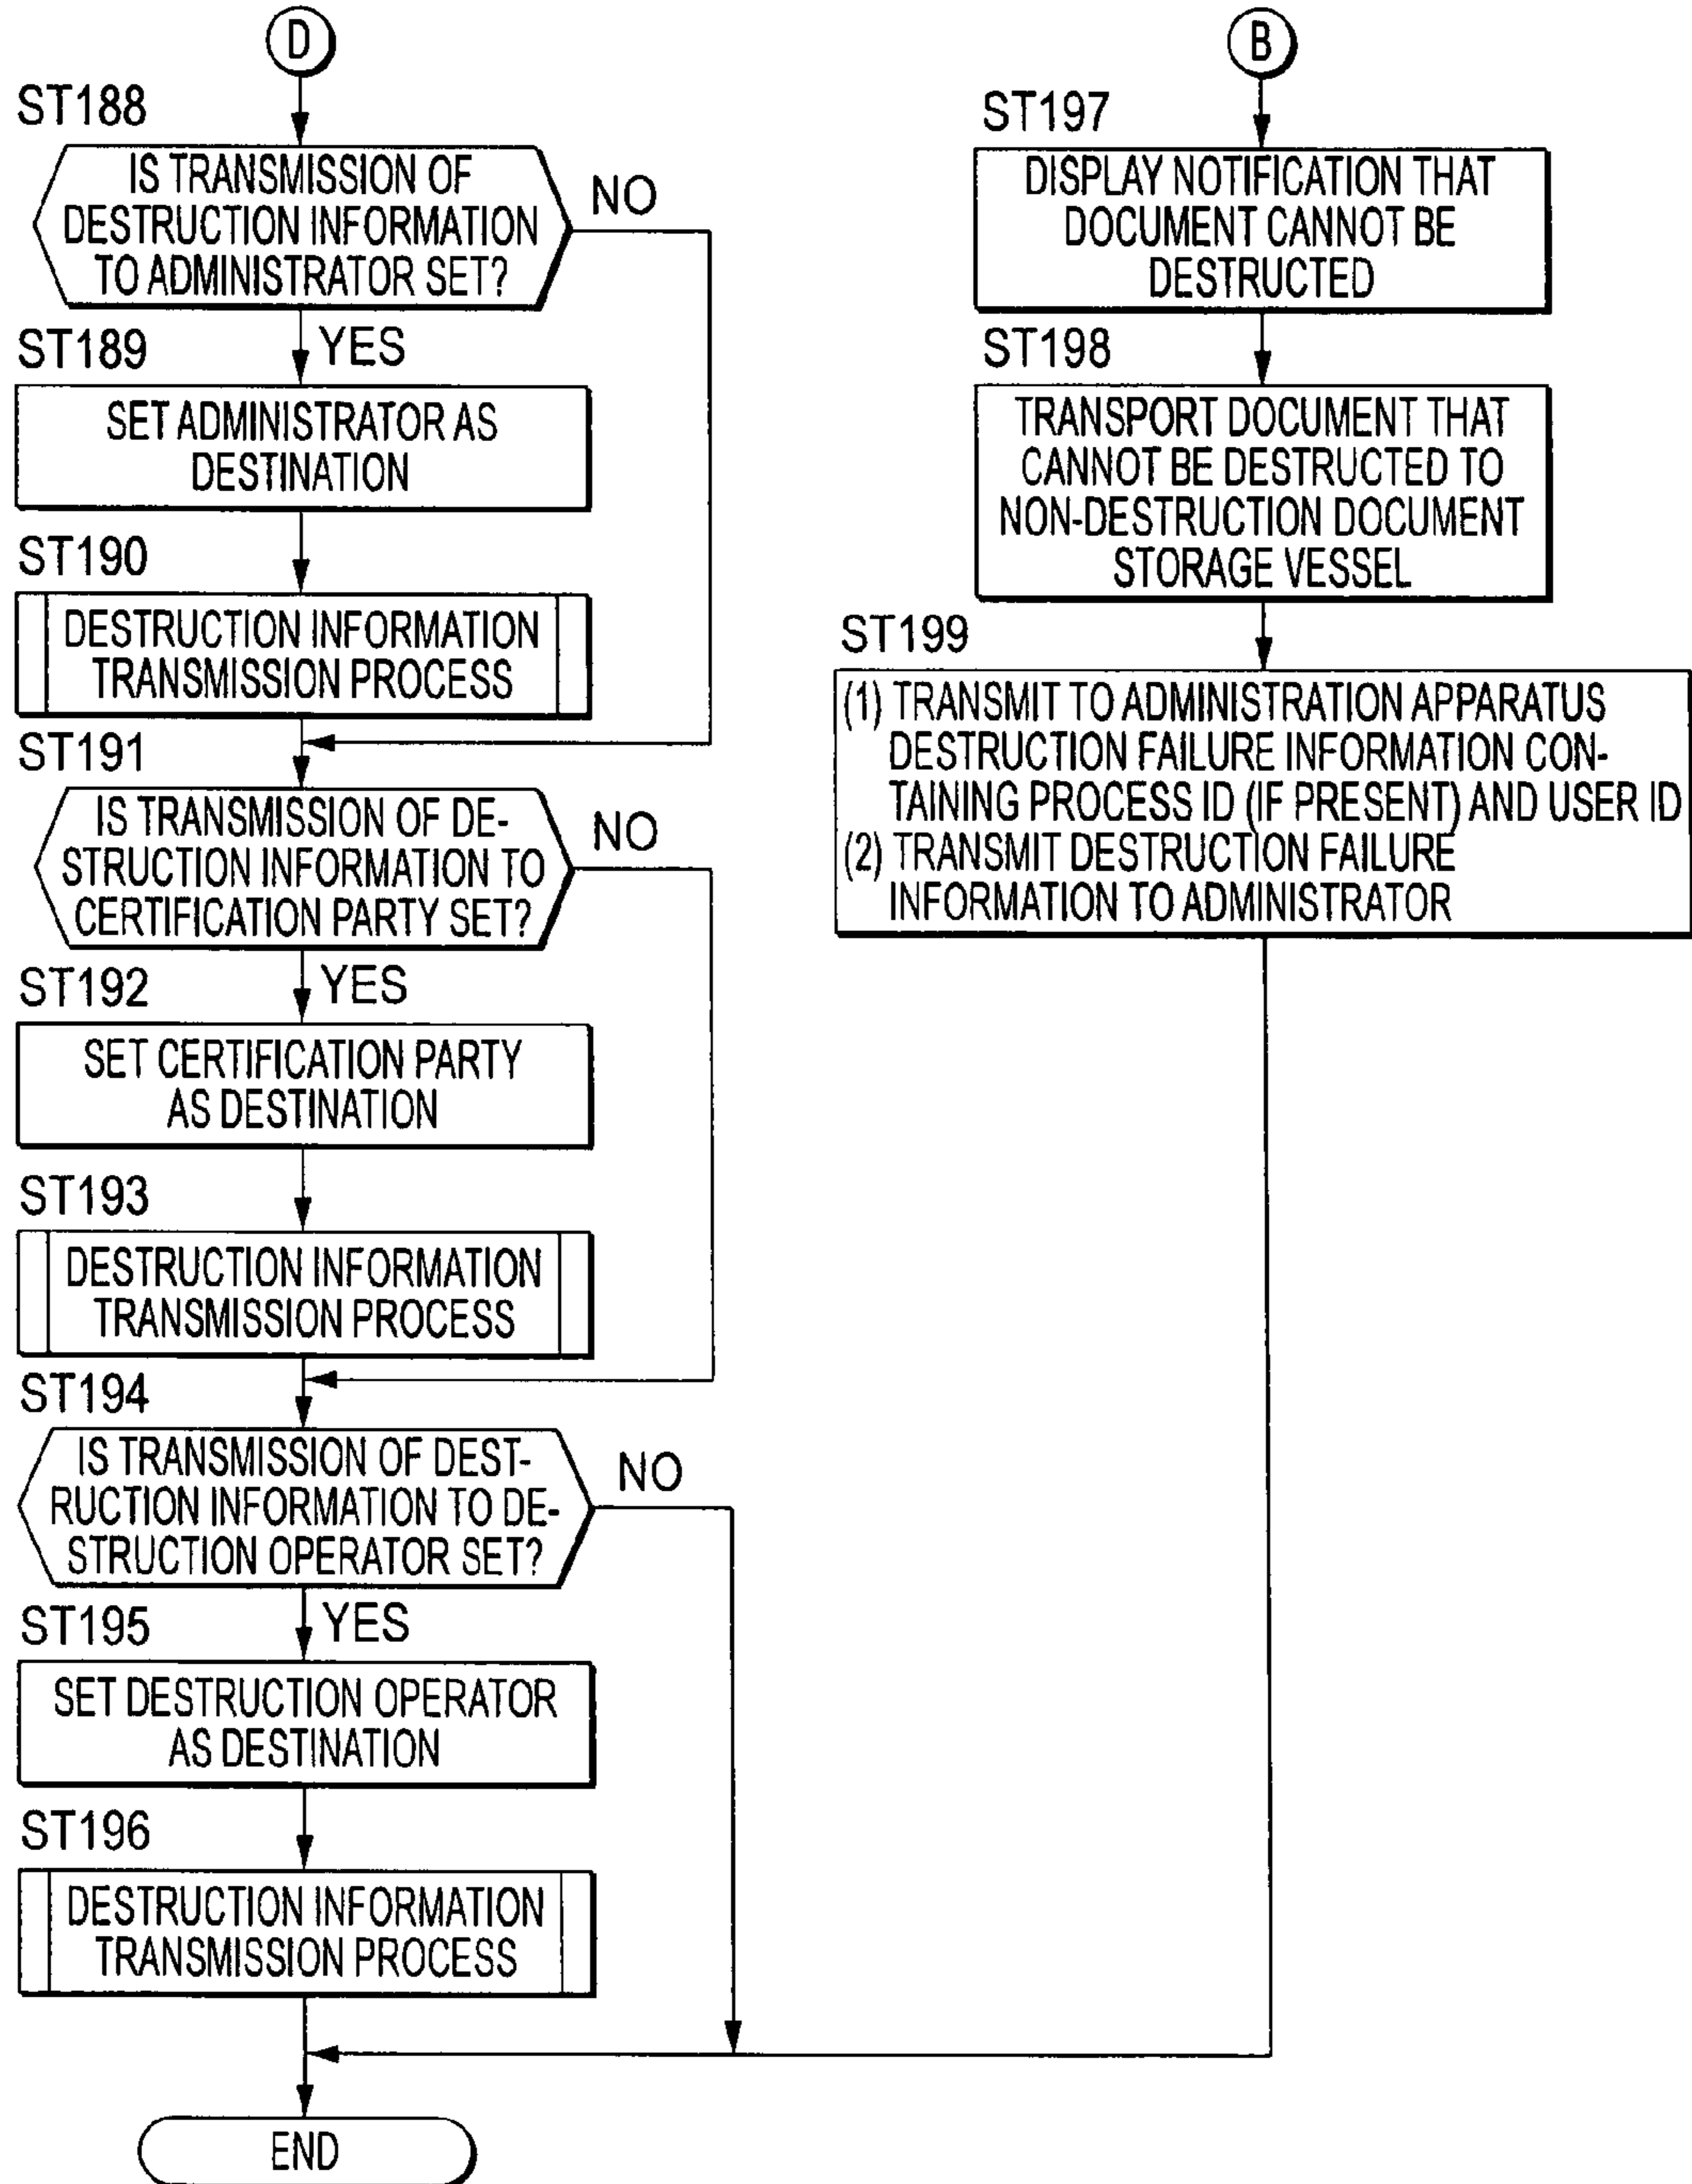 D
ST188
IS TRANSMISSION OF
DESTRUCTION INFORMATION
TO ADMINISTRATOR SET?
NO
YES
ST189
SET ADMINISTRATOR AS
DESTINATION
ST190
DESTRUCTION INFORMATION
TRANSMISSION PROCESS
ST191
IS TRANSMISSION OF DE-
STRUCTION INFORMATION TO
CERTIFICATION PARTY SET?
NO
YES
ST192
SET CERTIFICATION PARTY
AS DESTINATION
ST193
DESTRUCTION INFORMATION
TRANSMISSION PROCESS
ST194
IS TRANSMISSION OF DEST-
RUCTION INFORMATION TO DE-
STRUCTION OPERATOR SET?
NO
YES
ST195
SET DESTRUCTION OPERATOR
AS DESTINATION
ST196
DESTRUCTION INFORMATION
TRANSMISSION PROCESS
END
B
ST197
DISPLAY NOTIFICATION THAT
DOCUMENT CANNOT BE
DESTRUCTED
ST198
TRANSPORT DOCUMENT THAT
CANNOT BE DESTRUCTED TO
NON-DESTRUCTION DOCUMENT
STORAGE VESSEL
ST199
(1) TRANSMIT TO ADMINISTRATION APPARATUS
DESTRUCTION FAILURE INFORMATION CON-
TAINING PROCESS ID (IF PRESENT) AND USER ID
(2) TRANSMIT DESTRUCTION FAILURE
INFORMATION TO ADMINISTRATOR